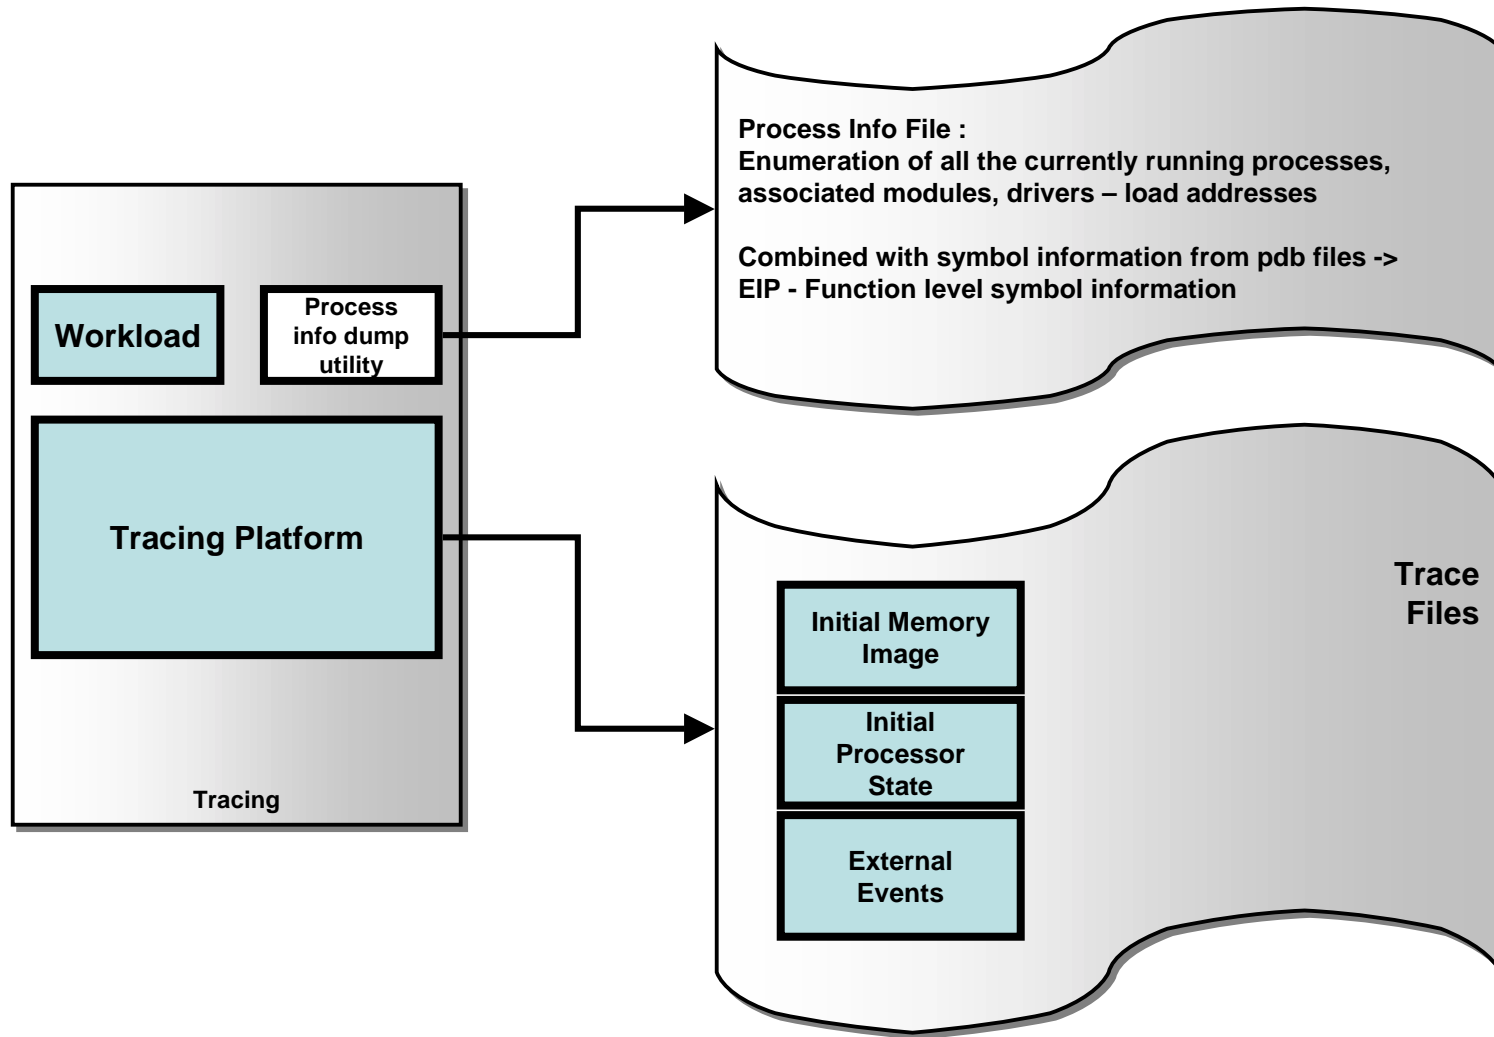 Process Info File :
Enumeration of all the currently running processes,
associated modules, drivers – load addresses
Combined with symbol information from pdb files ->
EIP - Function level symbol information
Workload
Process
info dump
utility
Tracing Platform
Tracing
Trace
Files
Initial Memory
Image
Initial
Processor
State
External
Events